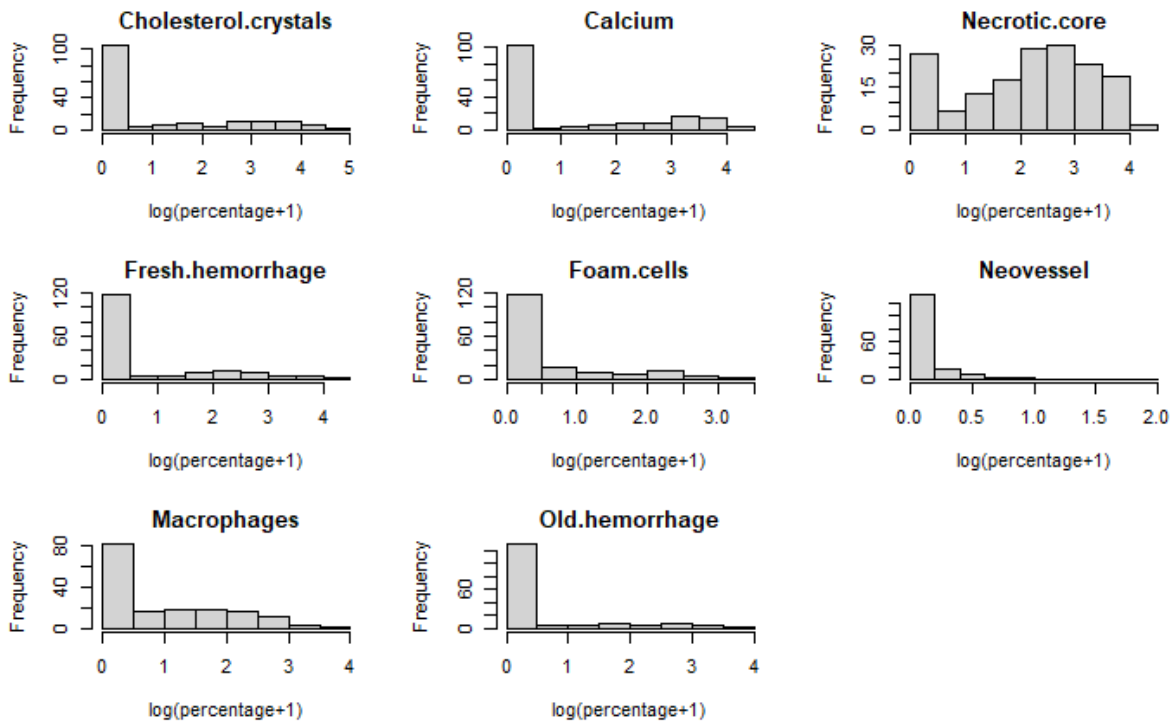 Cholesterol.crystals
Frequency
0 40 100
0 1 2 3 4 5
log(percentage+1)
Calcium
Frequency
0 40 100
0 1 2 3 4
log(percentage+1)
Necrotic.core
Frequency
0 15 30
0 1 2 3 4
log(percentage+1)
Fresh.hemorrhage
Frequency
0 60 120
0 1 2 3 4
log(percentage+1)
Foam.cells
Frequency
0 60 120
0.0 1.0 2.0 3.0
log(percentage+1)
Neovessel
Frequency
0 60
0.0 0.5 1.0 1.5 2.0
log(percentage+1)
Macrophages
Frequency
0 40 80
0 1 2 3 4
log(percentage+1)
Old.hemorrhage
Frequency
0 60
0 1 2 3 4
log(percentage+1)